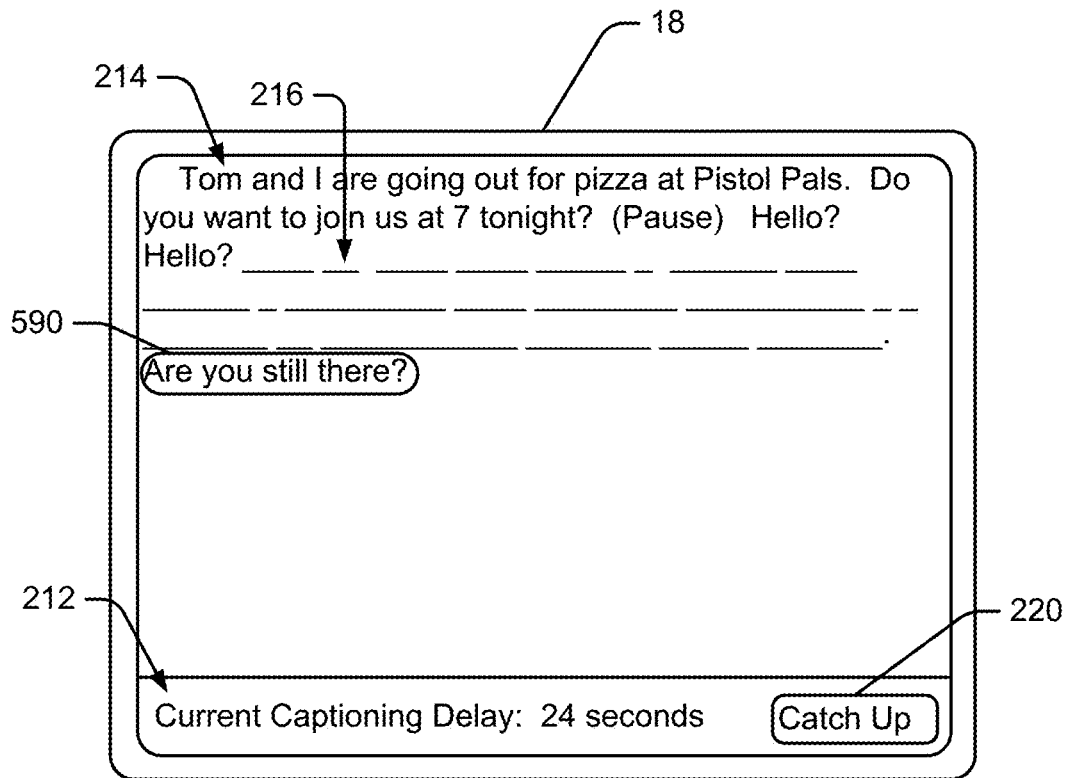 18
214
216
Tom and I are going out for pizza at Pistol Pals. Do
you want to join us at 7 tonight? (Pause) Hello?
Hello?
590
Are you still there?
212
220
Current Captioning Delay: 24 seconds
Catch Up